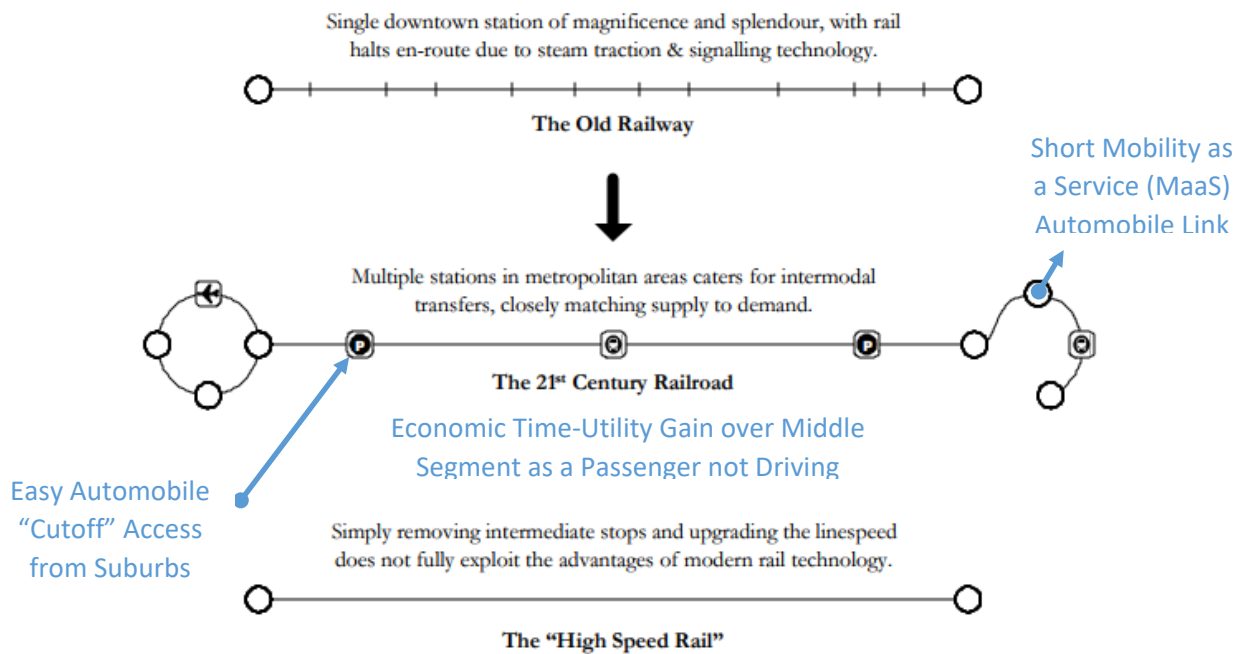 Single downtown station of magnificence and splendour, with rail
halts en-route due to steam traction & signalling technology.
The Old Railway
Short Mobility as
a Service (MaaS)
Automobile Link
Multiple stations in metropolitan areas caters for intermodal
transfers, closely matching supply to demand.
P
P
The 21st Century Railroad
Economic Time-Utility Gain over Middle
Segment as a Passenger not Driving
Easy Automobile
“Cutoff” Access
from Suburbs
Simply removing intermediate stops and upgrading the linespeed
does not fully exploit the advantages of modern rail technology.
The “High Speed Rail”